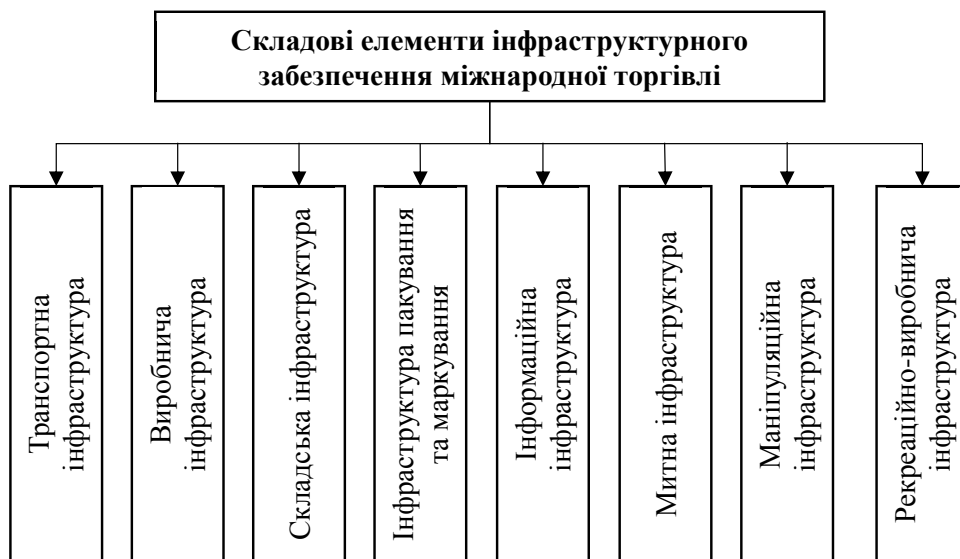 Складові елементи інфраструктурного
забезпечення міжнародної торгівлі
Транспортна
інфраструктура
Виробнича
інфраструктура
Складська інфраструктура
Інфраструктура пакування
та маркування
Інформаційна
інфраструктура
Митна інфраструктура
Маніпуляційна
інфраструктура
Рекреаційно-виробнича
інфраструктура